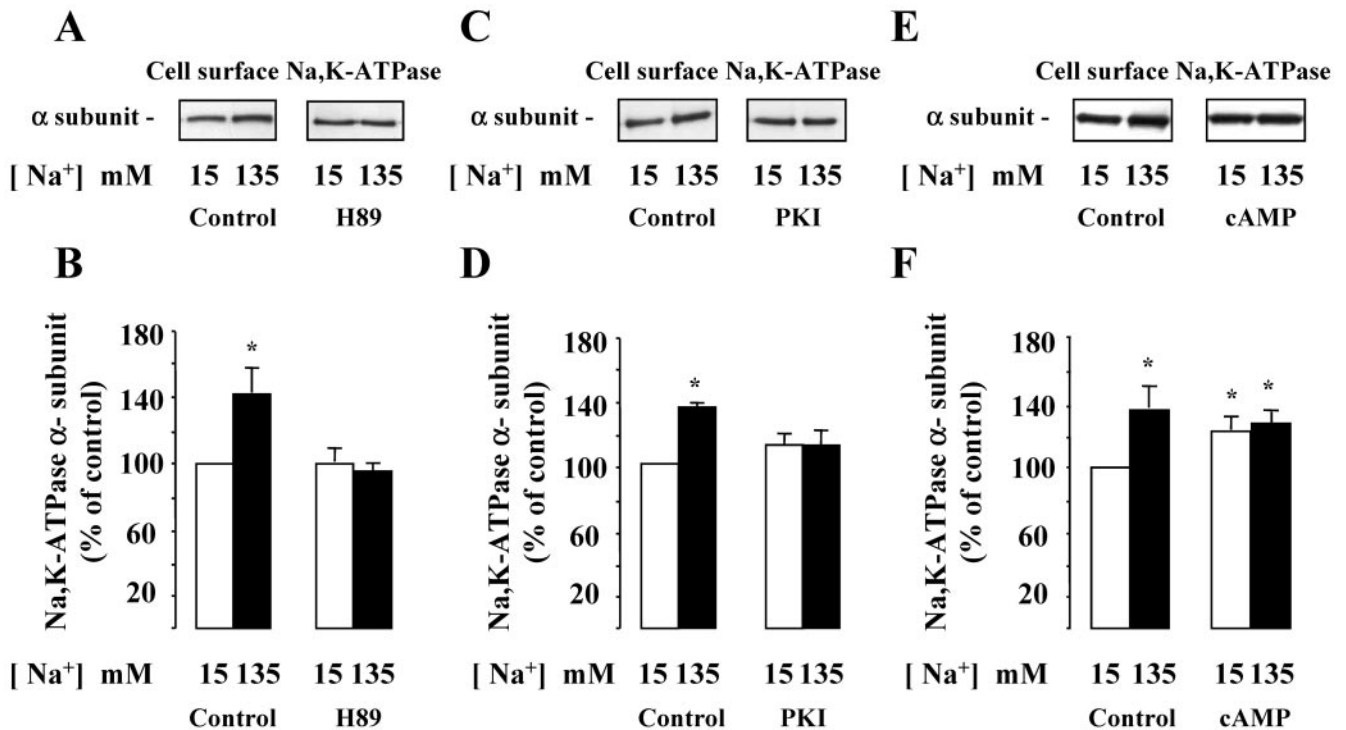 A
Cell surface Na,K-ATPase
α subunit -
[ Na⁺] mM 15 135 15 135
Control H89
B
Na,K-ATPase α- subunit
(% of control)
180
140
100
60
20
*
[ Na⁺] mM 15 135 15 135
Control H89
C
Cell surface Na,K-ATPase
α subunit -
[ Na⁺] mM 15 135 15 135
Control PKI
D
Na,K-ATPase α- subunit
(% of control)
180
140
100
60
20
*
[ Na⁺] mM 15 135 15 135
Control PKI
E
Cell surface Na,K-ATPase
α subunit -
[ Na⁺] mM 15 135 15 135
Control cAMP
F
Na,K-ATPase α- subunit
(% of control)
180
140
100
60
20
* * *
[ Na⁺] mM 15 135 15 135
Control cAMP